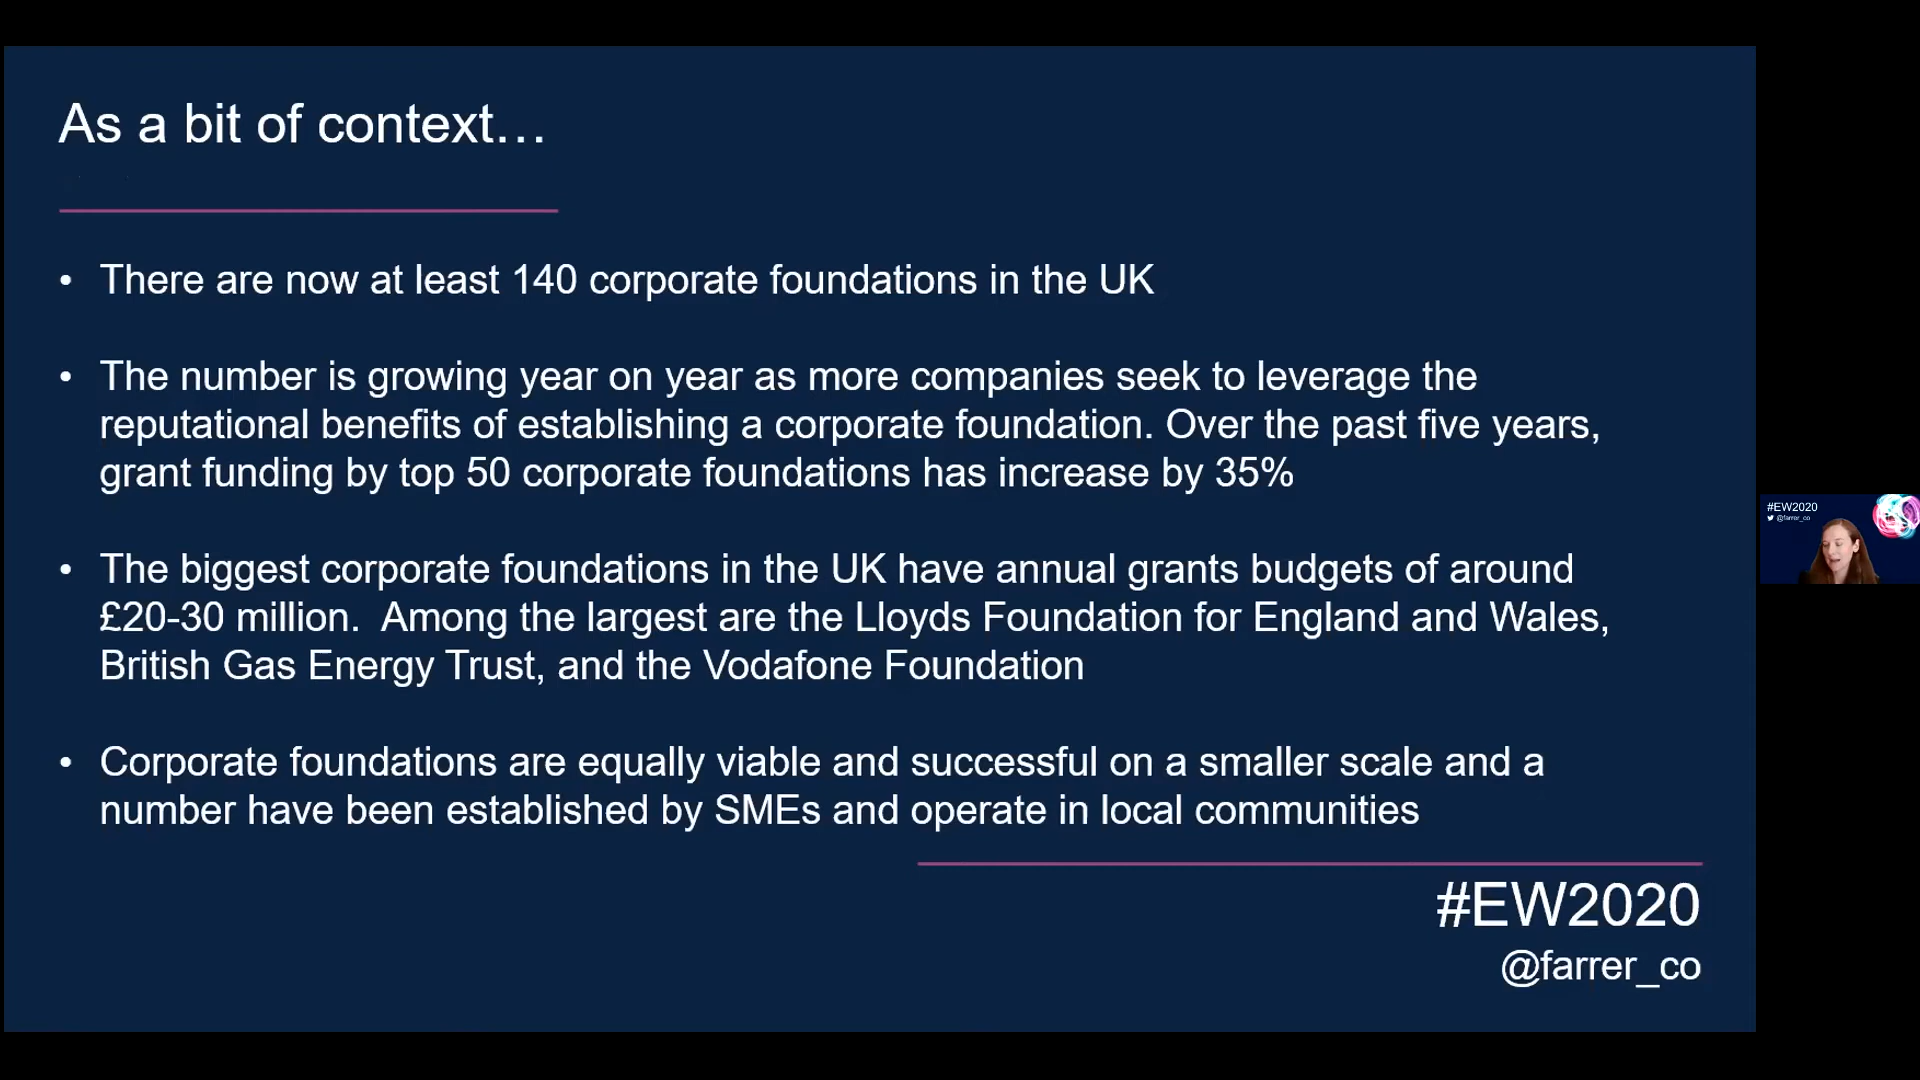 As a bit of context…
• There are now at least 140 corporate foundations in the UK
• The number is growing year on year as more companies seek to leverage the
reputational benefits of establishing a corporate foundation. Over the past five years,
grant funding by top 50 corporate foundations has increase by 35%
• The biggest corporate foundations in the UK have annual grants budgets of around
£20-30 million.  Among the largest are the Lloyds Foundation for England and Wales,
British Gas Energy Trust, and the Vodafone Foundation
• Corporate foundations are equally viable and successful on a smaller scale and a
number have been established by SMEs and operate in local communities
#EW2020
@farrer_co
#EW2020
@farrer_co